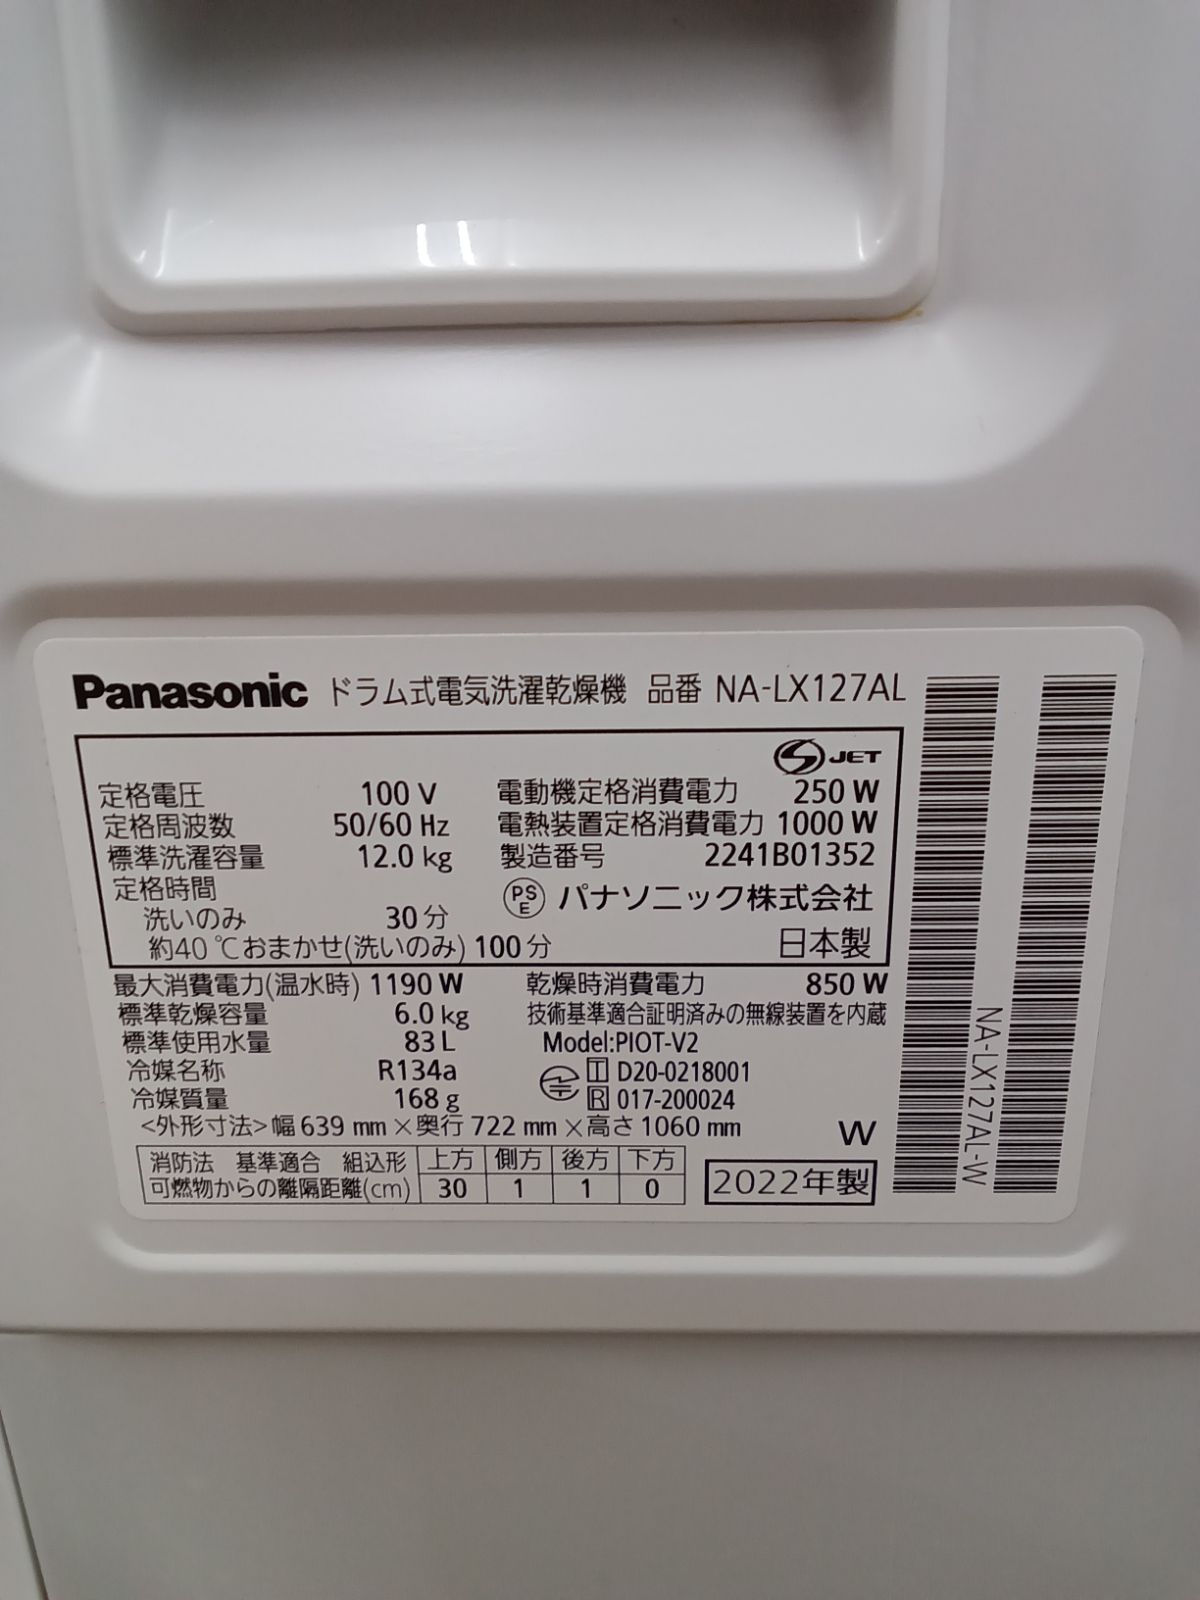 Panasonic ドラム式電気洗濯乾燥機 品番 NA-LX127AL
JET
定格電圧 100 V 電動機定格消費電力 250 W
定格周波数 50/60 Hz 電熱装置定格消費電力 1000 W
標準洗濯容量 12.0 kg 製造番号 2241B01352
定格時間 PSE パナソニック株式会社
洗いのみ 30 分
約40 ℃おまかせ(洗いのみ) 100 分 日本製
最大消費電力(温水時) 1190 W 乾燥時消費電力 850 W
標準乾燥容量 6.0 kg 技術基準適合証明済みの無線装置を内蔵
標準使用水量 83 L Model:PIOT-V2
冷媒名称 R134a T D20-0218001
冷媒質量 168 g R 017-200024
<外形寸法>幅 639 mm×奥行 722 mm×高さ 1060 mm W
消防法 基準適合 組込形 上方 側方 後方 下方
可燃物からの離隔距離(cm) 30 1 1 0 2022年製
NA-LX127AL-W